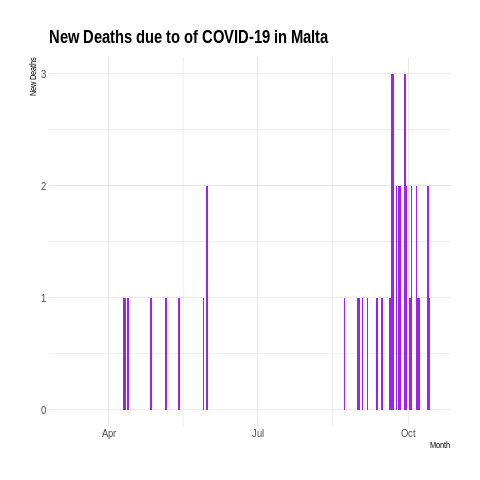 New Deaths due to of COVID-19 in Malta
New Deaths
3
2
1
0
Apr Jul Oct
Month